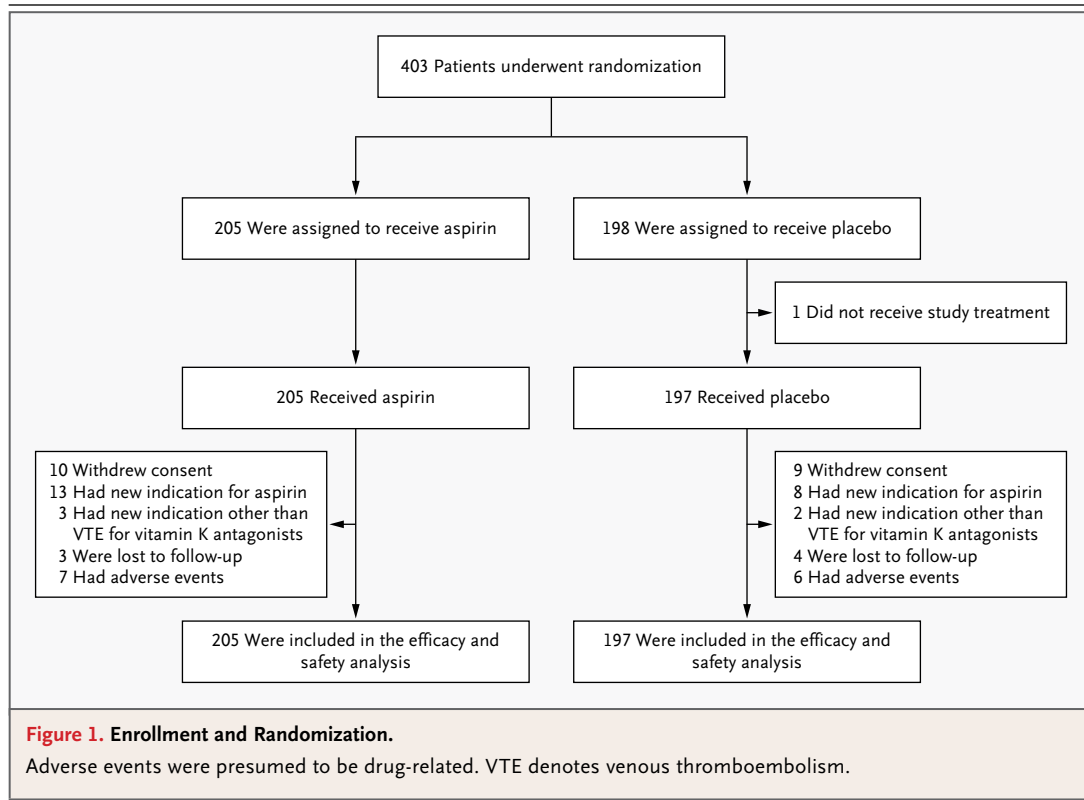 403 Patients underwent randomization
205 Were assigned to receive aspirin
198 Were assigned to receive placebo
1 Did not receive study treatment
205 Received aspirin
197 Received placebo
10 Withdrew consent
13 Had new indication for aspirin
3 Had new indication other than
VTE for vitamin K antagonists
3 Were lost to follow-up
7 Had adverse events
9 Withdrew consent
8 Had new indication for aspirin
2 Had new indication other than
VTE for vitamin K antagonists
4 Were lost to follow-up
6 Had adverse events
205 Were included in the efficacy and
safety analysis
197 Were included in the efficacy and
safety analysis
Figure 1. Enrollment and Randomization.
Adverse events were presumed to be drug-related. VTE denotes venous thromboembolism.